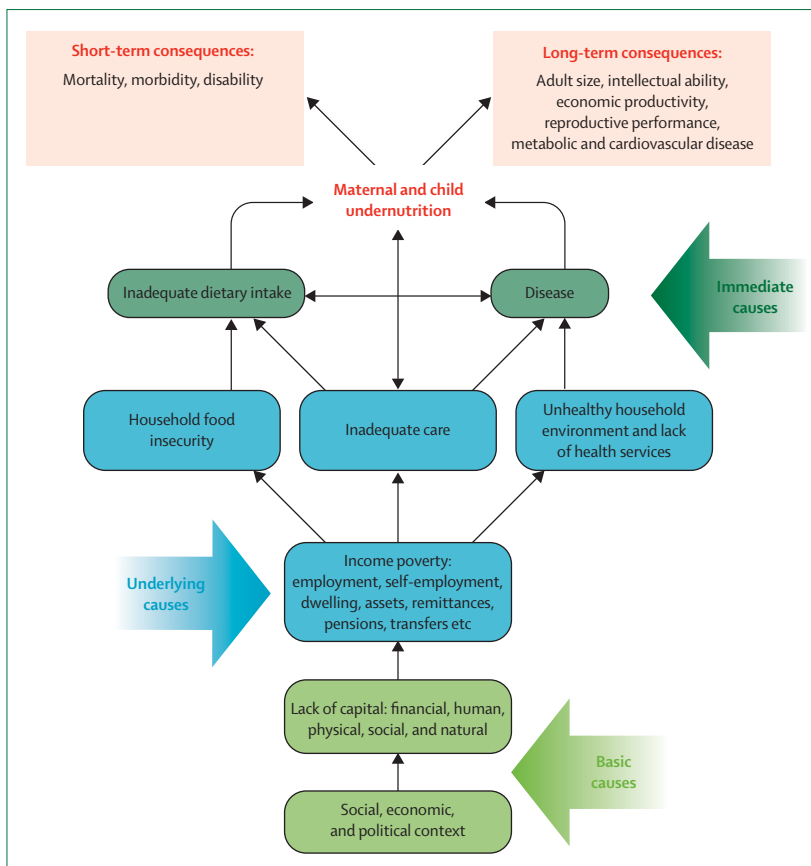 Short-term consequences:
Mortality, morbidity, disability
Long-term consequences:
Adult size, intellectual ability,
economic productivity,
reproductive performance,
metabolic and cardiovascular disease
Maternal and child
undernutrition
Inadequate dietary intake
Disease
Immediate
causes
Household food
insecurity
Inadequate care
Unhealthy household
environment and lack
of health services
Underlying
causes
Income poverty:
employment, self-employment,
dwelling, assets, remittances,
pensions, transfers etc
Lack of capital: financial, human,
physical, social, and natural
Basic
causes
Social, economic,
and political context